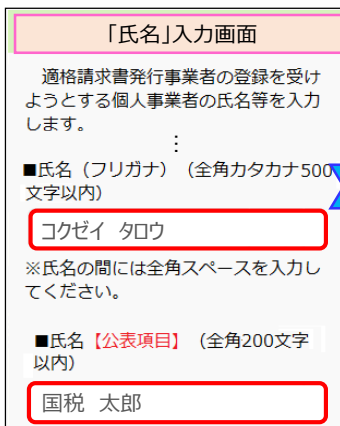 「氏名」入力画面
適格請求書発行事業者の登録を受け
ようとする個人事業者の氏名等を入力
します。
⋮
■氏名（フリガナ）（全角カタカナ500
文字以内）
コクゼイ　タロウ
※氏名の間には全角スペースを入力し
てください。
■氏名【公表項目】（全角200文字
以内）
国税　太郎